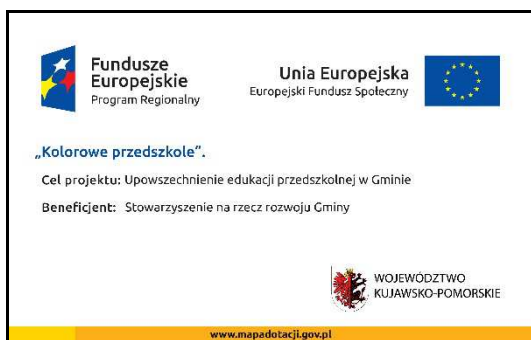 Fundusze
Europejskie
Program Regionalny
Unia Europejska
Europejski Fundusz Społeczny
„Kolorowe przedszkole”.
Cel projektu: Upowszechnienie edukacji przedszkolnej w Gminie
Beneficjent: Stowarzyszenie na rzecz rozwoju Gminy
WOJEWÓDZTWO
KUJAWSKO-POMORSKIE
www.mapadotacji.gov.pl